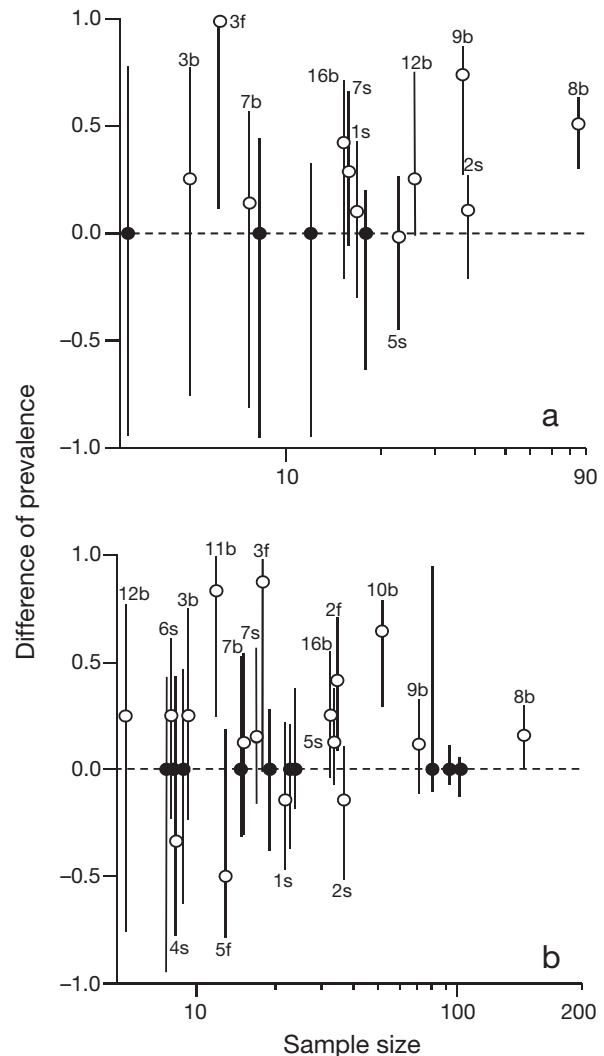 Difference of prevalence
1.0
0.5
0.0
−0.5
−1.0
3b
3f
7b
16b
7s
1s
12b
9b
2s
8b
5s
a
10
90
1.0
0.5
0.0
−0.5
−1.0
12b
6s
3b
11b
3f
7b
7s
16b
2f
10b
9b
8b
5s
4s
5f
1s
2s
b
10
100
200
Sample size